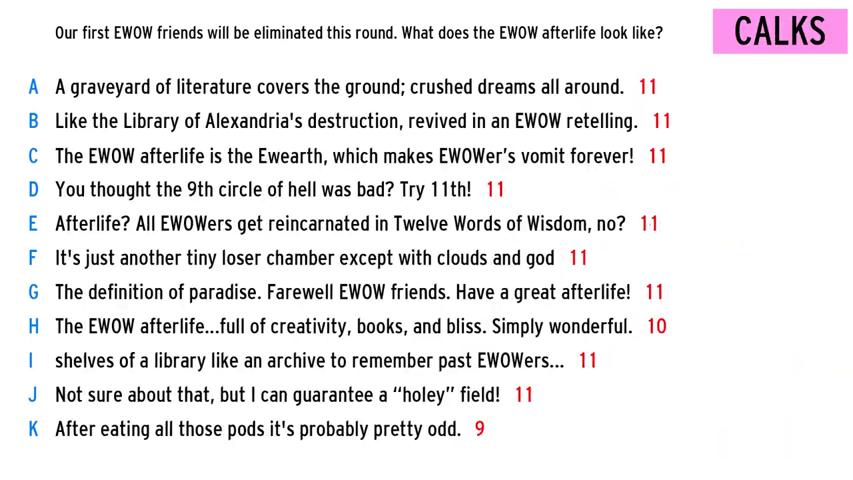 Our first EWOW friends will be eliminated this round. What does the EWOW afterlife look like?
CALKS
A A graveyard of literature covers the ground; crushed dreams all around. 11
B Like the Library of Alexandria's destruction, revived in an EWOW retelling. 11
C The EWOW afterlife is the Ewearth, which makes EWOWer's vomit forever! 11
D You thought the 9th circle of hell was bad? Try 11th! 11
E Afterlife? All EWOWers get reincarnated in Twelve Words of Wisdom, no? 11
F It's just another tiny loser chamber except with clouds and god 11
G The definition of paradise. Farewell EWOW friends. Have a great afterlife! 11
H The EWOW afterlife...full of creativity, books, and bliss. Simply wonderful. 10
I shelves of a library like an archive to remember past EWOWers... 11
J Not sure about that, but I can guarantee a “holey” field! 11
K After eating all those pods it's probably pretty odd. 9